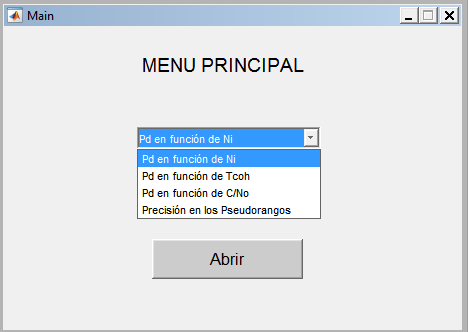 Main
MENU PRINCIPAL
Pd en función de Ni
Pd en función de Ni
Pd en función de Tcoh
Pd en función de C/No
Precisión en los Pseudorangos
Abrir